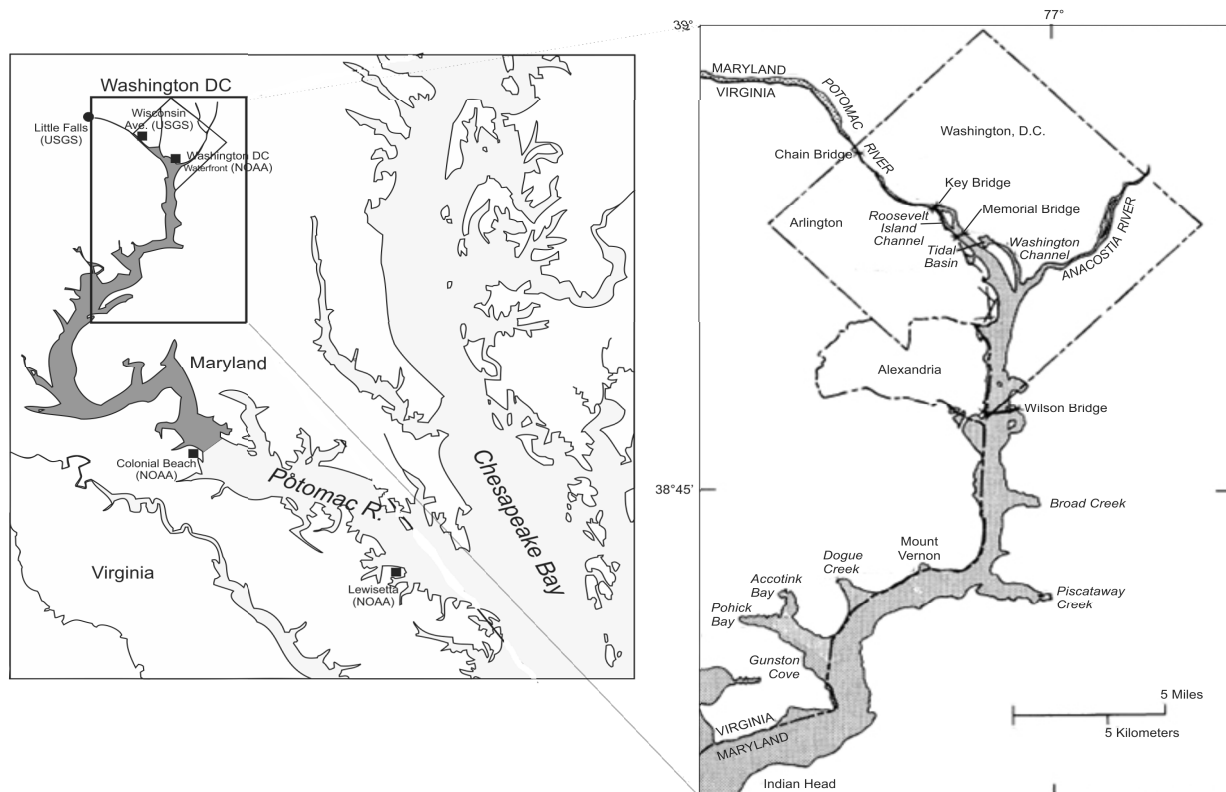 Washington DC
Little Falls
(USGS)
Wisconsin
Ave. (USGS)
Washington DC
Waterfront (NOAA)
Maryland
Colonial Beach
(NOAA)
Potomac R.
Chesapeake Bay
Virginia
Lewisetta
(NOAA)
39°
77°
MARYLAND
VIRGINIA
POTOMAC
RIVER
Washington, D.C.
Chain Bridge
Key Bridge
Arlington
Roosevelt
Island
Channel
Memorial Bridge
Tidal
Basin
Washington
Channel
ANACOSTIA RIVER
Alexandria
Wilson Bridge
38°45'
Broad Creek
Mount
Vernon
Dogue
Creek
Accotink
Bay
Pohick
Bay
Piscataway
Creek
Gunston
Cove
5 Miles
5 Kilometers
VIRGINIA
MARYLAND
Indian Head